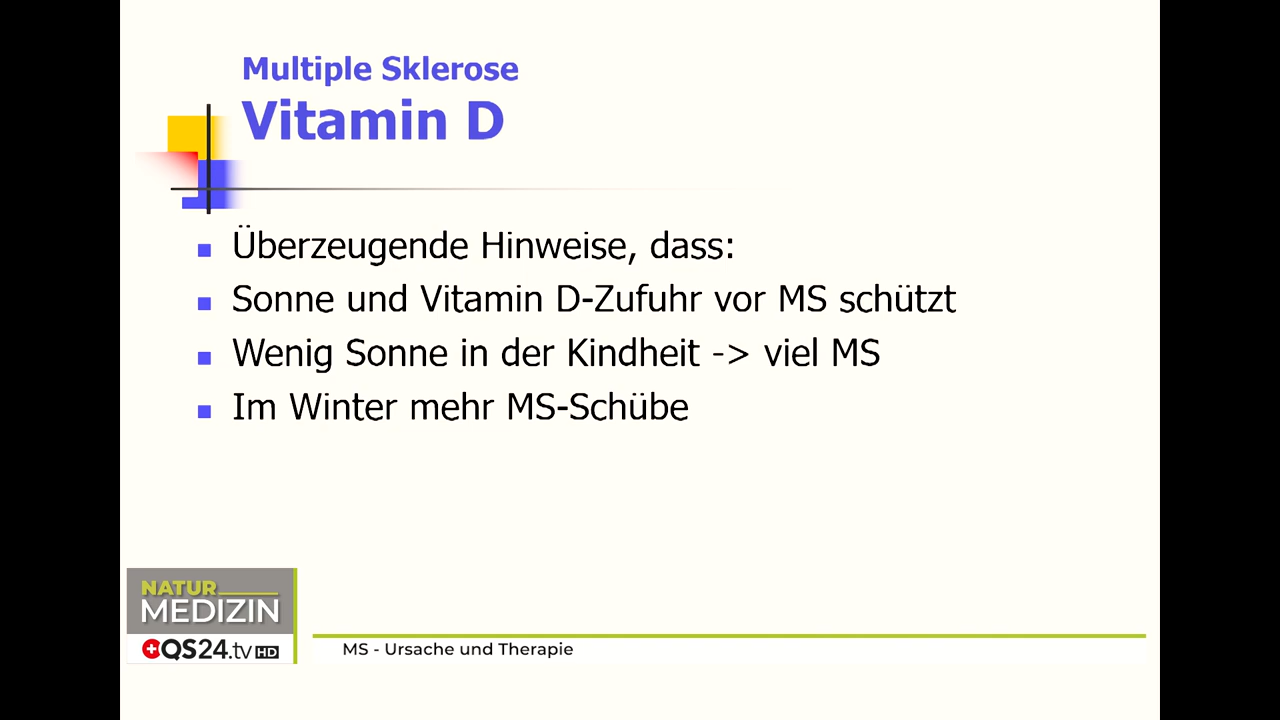 Multiple Sklerose
Vitamin D
Überzeugende Hinweise, dass:
Sonne und Vitamin D-Zufuhr vor MS schützt
Wenig Sonne in der Kindheit -> viel MS
Im Winter mehr MS-Schübe
NATUR
MEDIZIN
QS24.tv HD
MS - Ursache und Therapie